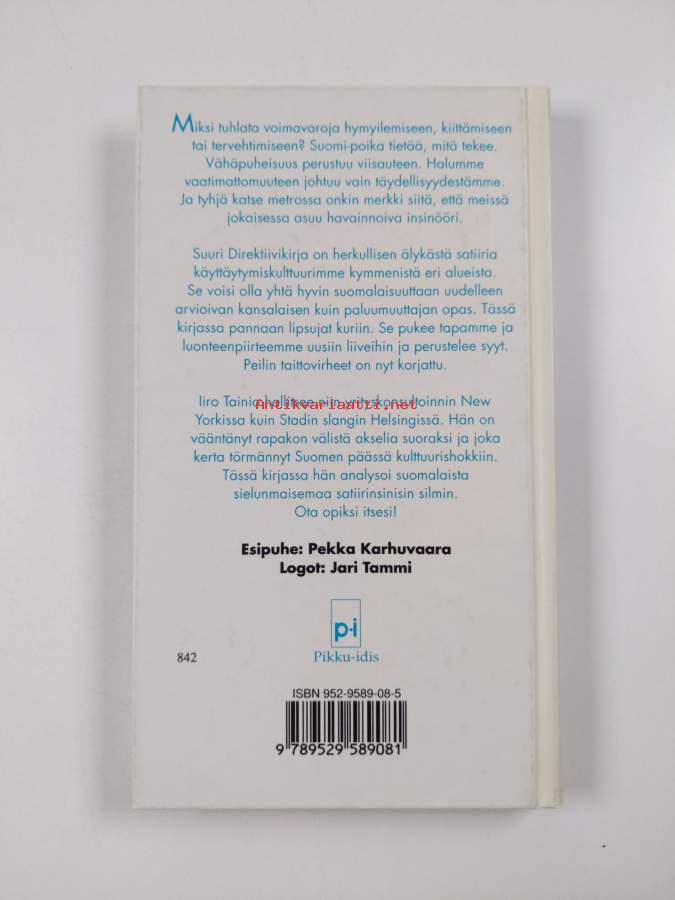 Miksi tuhlata voimavaroja hymyilemiseen, kiittämiseen
tai tervehtimiseen? Suomi-poika tietää, mitä tekee.
Vähäpuheisuus perustuu viisauteen. Halumme
vaatimattomuuteen johtuu vain täydellisyydestämme.
Ja tyhjä katse metrossa onkin merkki siitä, että meissä
jokaisessa asuu havainnoiva insinööri.
Suuri Direktiivikirja on herkullisen älykästä satiiria
käyttäytymiskulttuurimme kymmenistä eri alueista.
Se voisi olla yhtä hyvin suomalaisuuttaan uudelleen
arvioivan kansalaisen kuin paluumuuttajan opas. Tässä
kirjassa pannaan lipsujat kuriin. Se pukee tapamme ja
luonteenpiirteemme uusiin liiveihin ja perustelee syyt.
Peilin taittovirheet on nyt korjattu.
Iiro Tainio hallitsee niin yrityskonsultoinnin New
Antikvariaatti.net
Yorkissa kuin Stadin slangin Helsingissä. Hän on
vääntänyt rapakon välistä akselia suoraksi ja joka
kerta törmännyt Suomen päässä kulttuurishokkiin.
Tässä kirjassa hän analysoi suomalaista
sielunmaisemaa satiirinsinisin silmin.
Ota opiksi itsesi!
Esipuhe: Pekka Karhuvaara
Logot: Jari Tammi
p·i
842
Pikku-idis
ISBN 952-9589-08-5
9 789529 589081